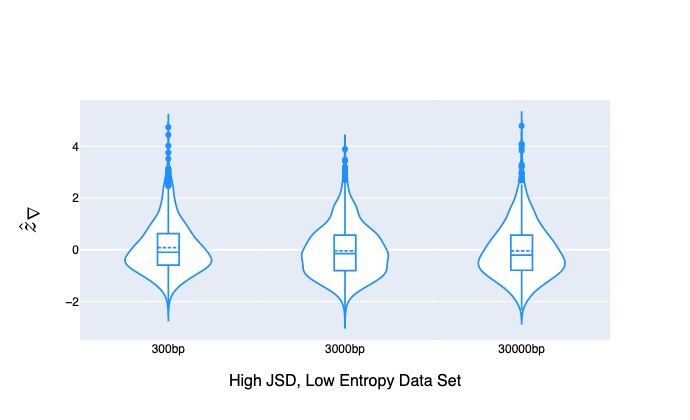 4
2
0
−2
ẑ∇
300bp
3000bp
30000bp
High JSD, Low Entropy Data Set